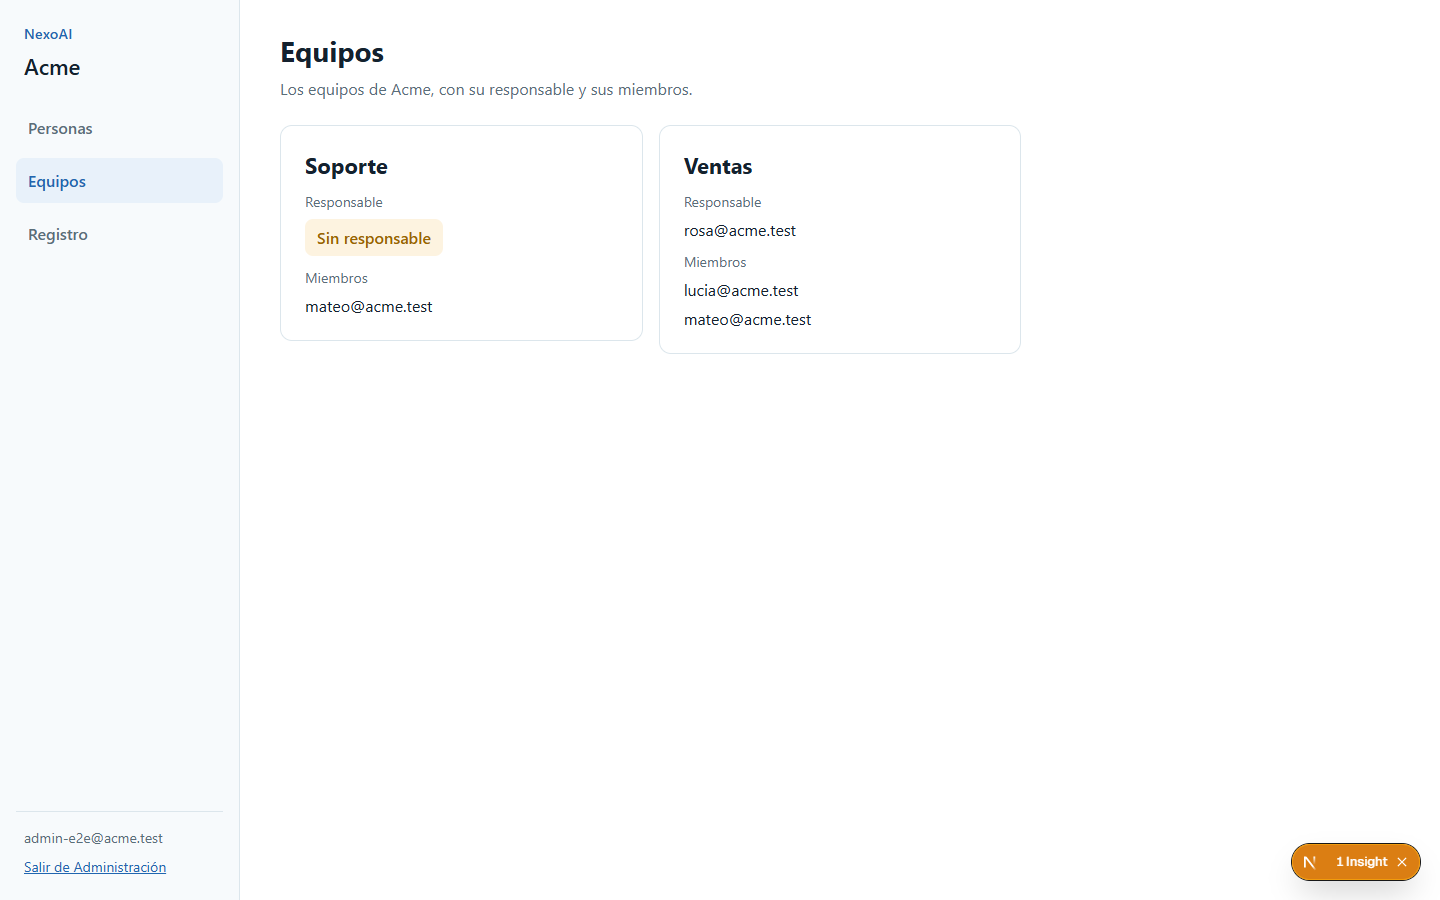 NexoAI
Acme
Personas
Equipos
Registro
admin-e2e@acme.test
Salir de Administración
Equipos
Los equipos de Acme, con su responsable y sus miembros.
Soporte
Responsable
Sin responsable
Miembros
mateo@acme.test
Ventas
Responsable
rosa@acme.test
Miembros
lucia@acme.test
mateo@acme.test
N 1 Insight ×